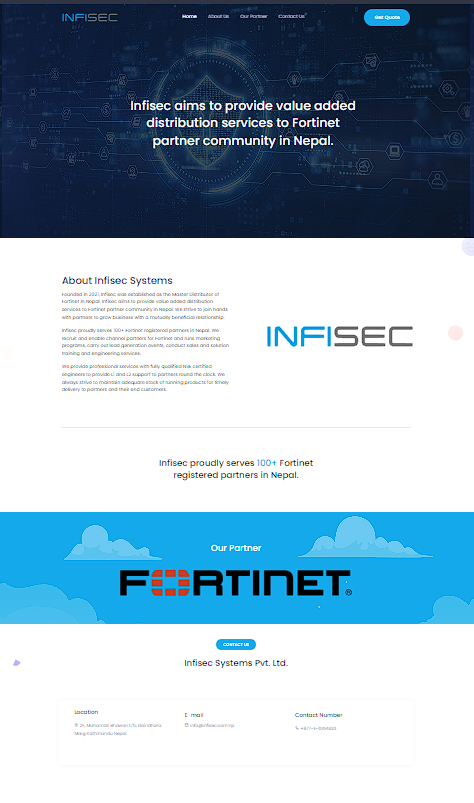 INFISEC
Home About Us Our Partner Contact Us Get Quote
Infisec aims to provide value added
distribution services to Fortinet
partner community in Nepal.
About Infisec Systems
Founded in 2021, Infisec was established as the Master Distributor of
Fortinet in Nepal. Infisec aims to provide value added distribution
services to Fortinet partner community in Nepal. We strive to join hands
with partners to grow business with a mutually beneficial relationship.
Infisec proudly serves 100+ Fortinet registered partners in Nepal. We
recruit and enable channel partners for Fortinet and runs marketing
programs, carry out lead generation events, conduct sales and solution
training and engineering services.
We provide professional services with fully qualified NSE certified
engineers to provide L1 and L2 support to partners round the clock. We
always strive to maintain adequate stock of running products for timely
delivery to partners and their end customers.
INFISEC
Infisec proudly serves 100+ Fortinet
registered partners in Nepal.
Our Partner
FORTINET®
CONTACT US
Infisec Systems Pvt. Ltd.
Location
E-mail
Contact Number